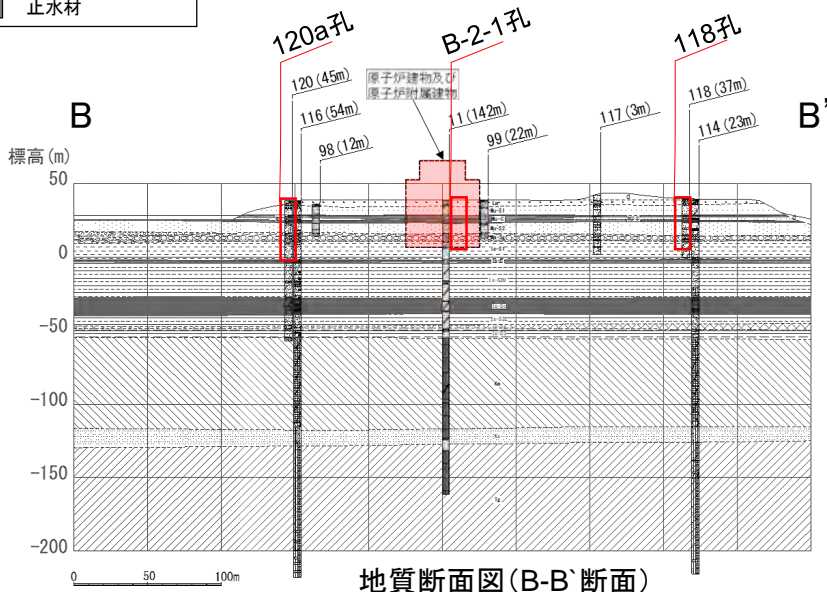 止水材
120a孔
B-2-1孔
118孔
120 (45m)
116 (54m)
98 (12m)
原子炉建物及び
原子炉附属建物
11 (142m)
99 (22m)
117 (3m)
118 (37m)
114 (23m)
B
B’
標高(m)
50
0
-50
-100
-150
-200
0 50 100m
地質断面図(B-B`断面)